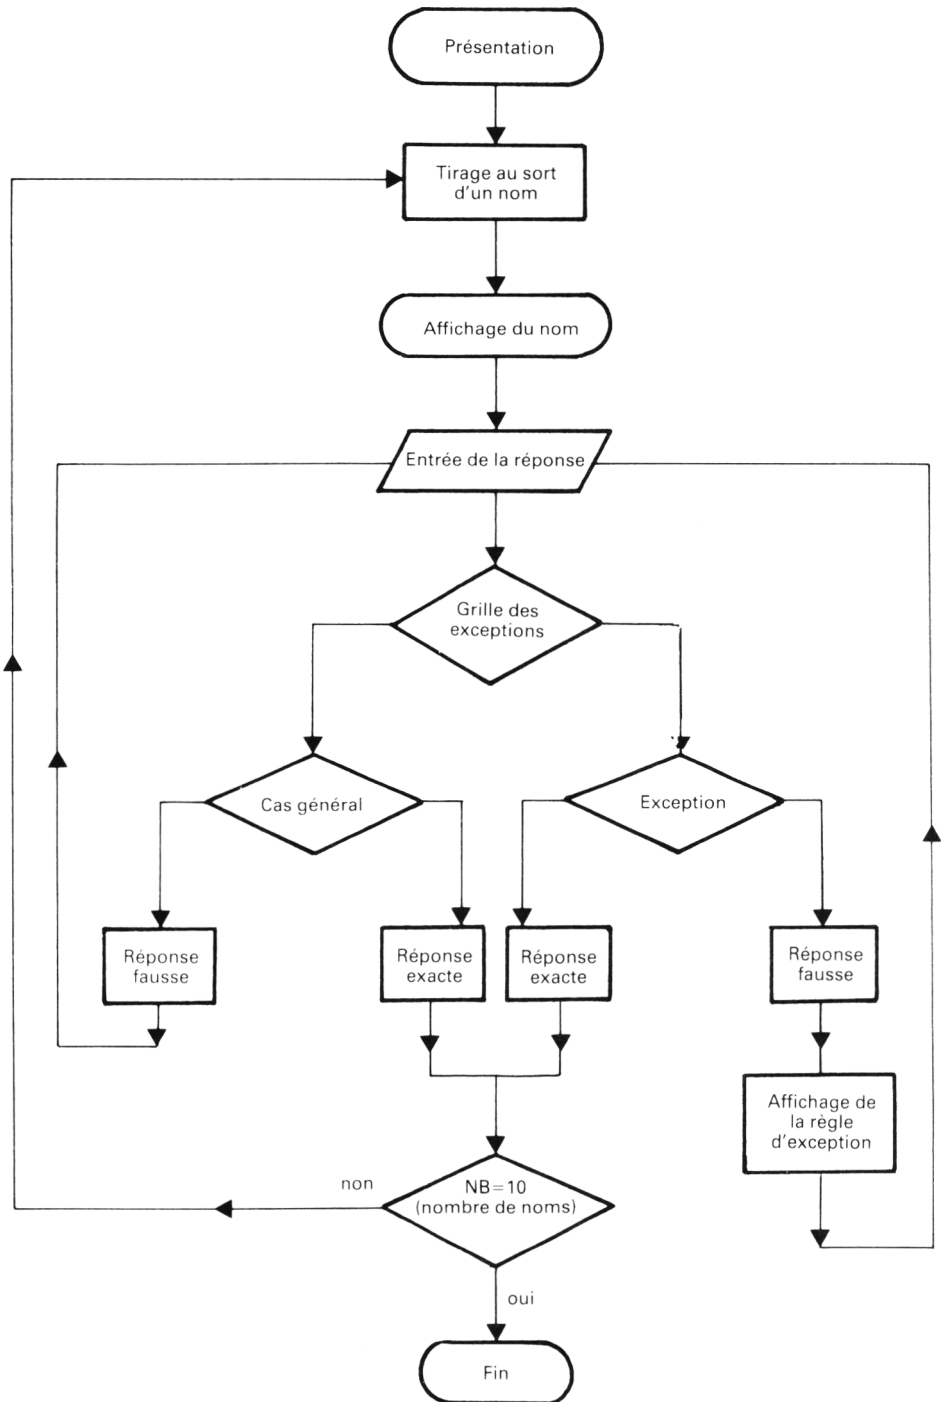 Présentation
Tirage au sort
d'un nom
Affichage du nom
Entrée de la réponse
Grille des
exceptions
Cas général
Exception
Réponse
fausse
Réponse
exacte
Réponse
exacte
Réponse
fausse
Affichage de
la règle
d'exception
non
NB=10
(nombre de noms)
oui
Fin